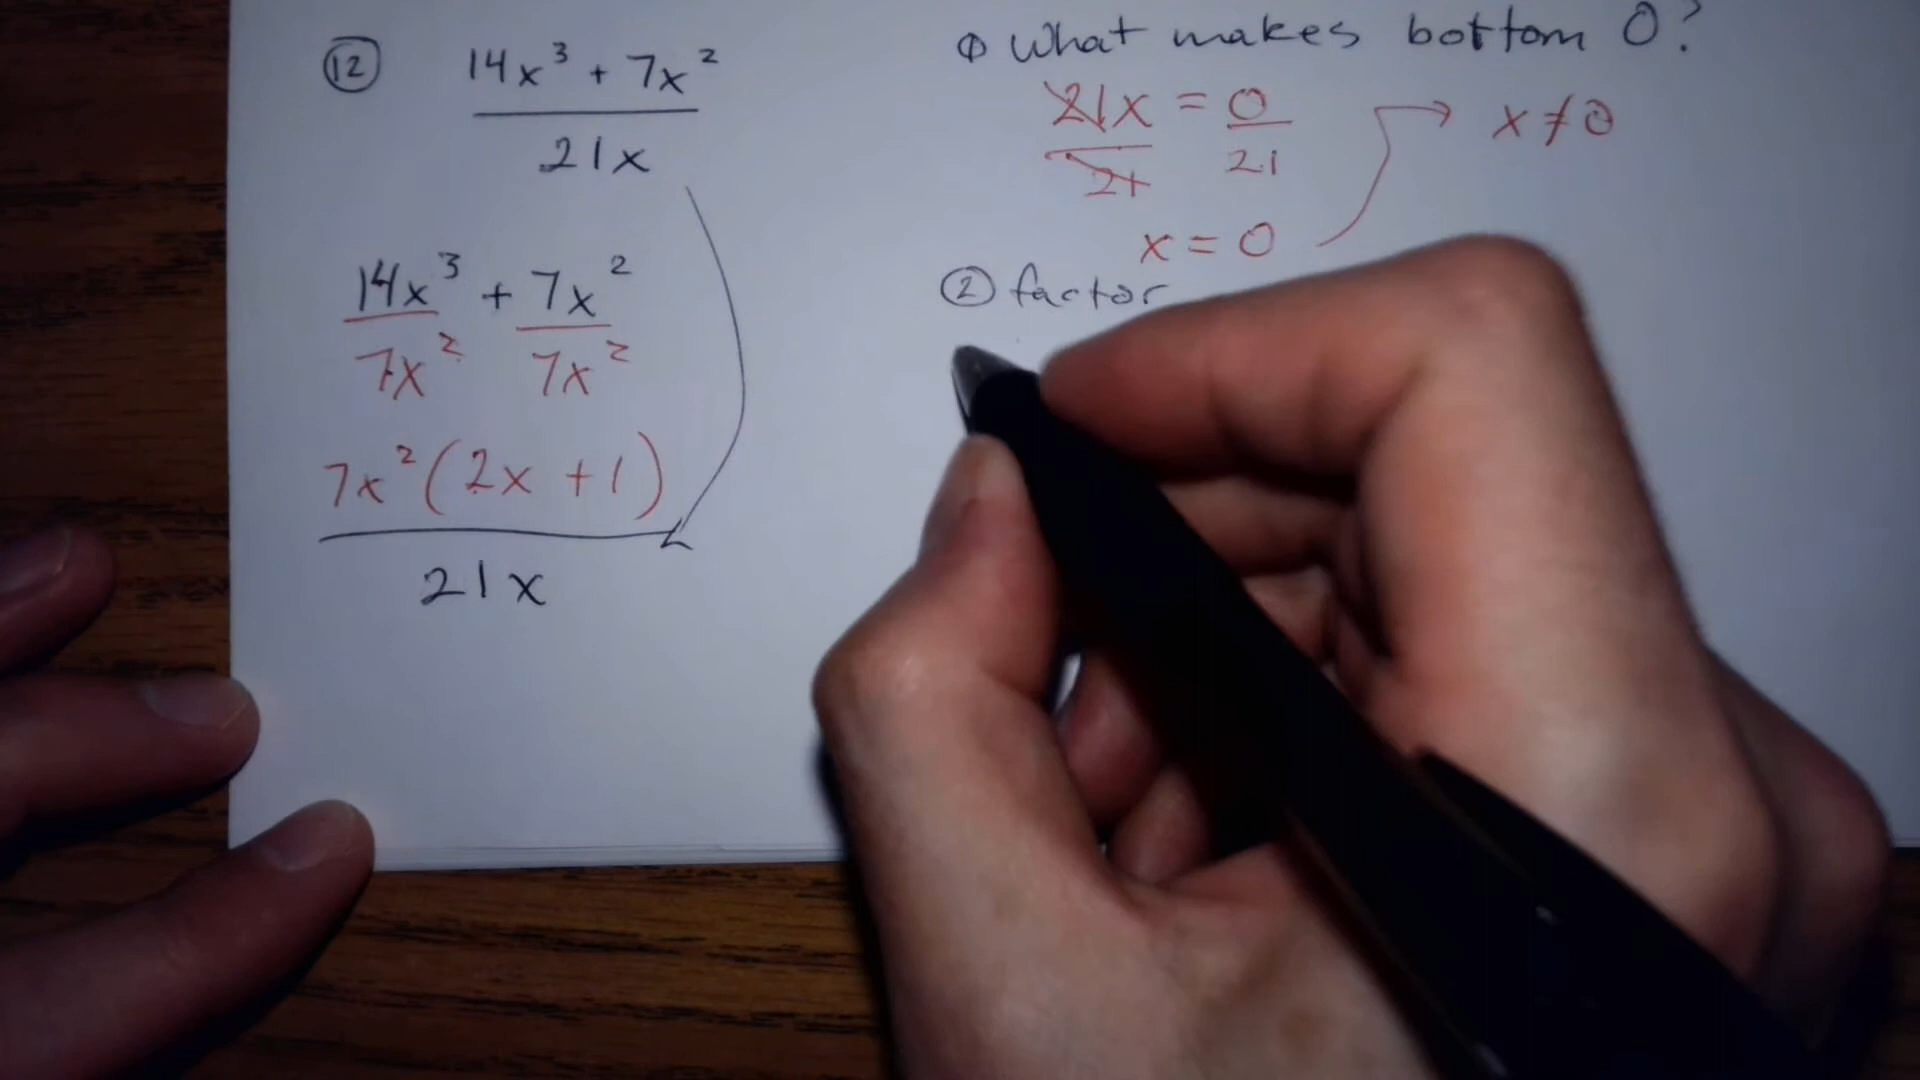 ⑫ 14x³ + 7x²
21x
14x³ + 7x²
7x² 7x²
7x²(2x + 1)
21x
① What makes bottom 0?
21x = 0
21 21
x = 0 → x ≠ 0
② factor